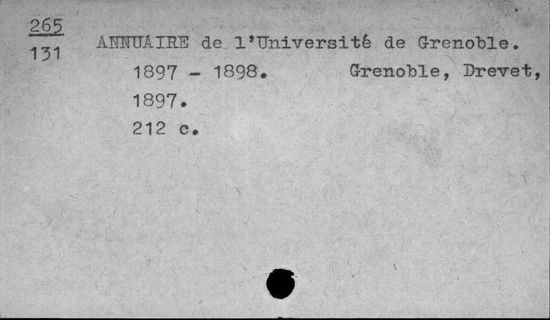 265
131
ANNUAIRE de l'Université de Grenoble.
1897 - 1898. Grenoble, Drevet,
1897.
212 c.